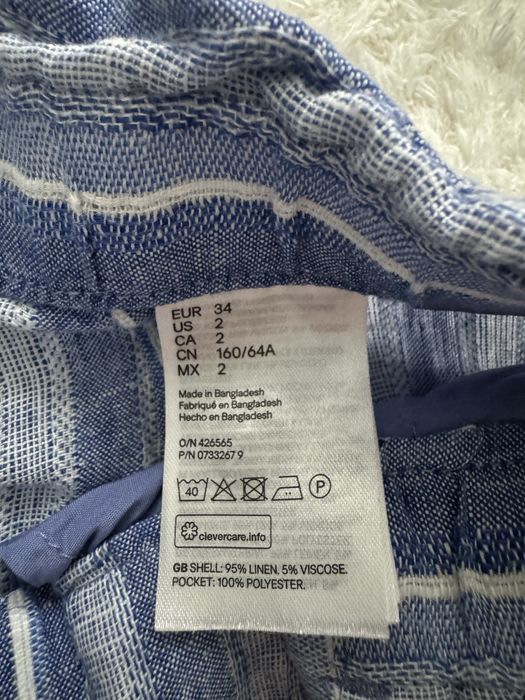 EUR 34
US 2
CA 2
CN 160/64A
MX 2
Made in Bangladesh
Fabriqué en Bangladesh
Hecho en Bangladesh
O/N 426565
P/N 0733267 9
40 P
clevercare.info
GB SHELL: 95% LINEN. 5% VISCOSE.
POCKET: 100% POLYESTER.